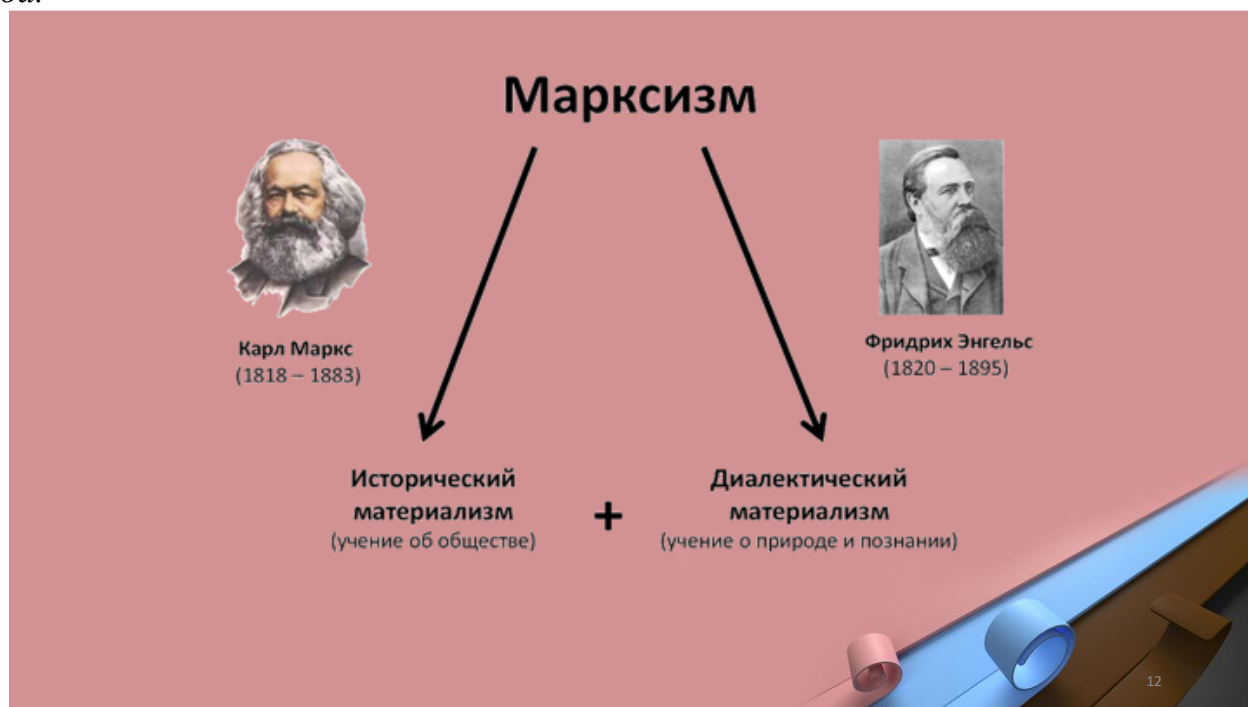 Марксизм
Карл Маркс
(1818 – 1883)
Фридрих Энгельс
(1820 – 1895)
Исторический
материализм
(учение об обществе)
+
Диалектический
материализм
(учение о природе и познании)
12